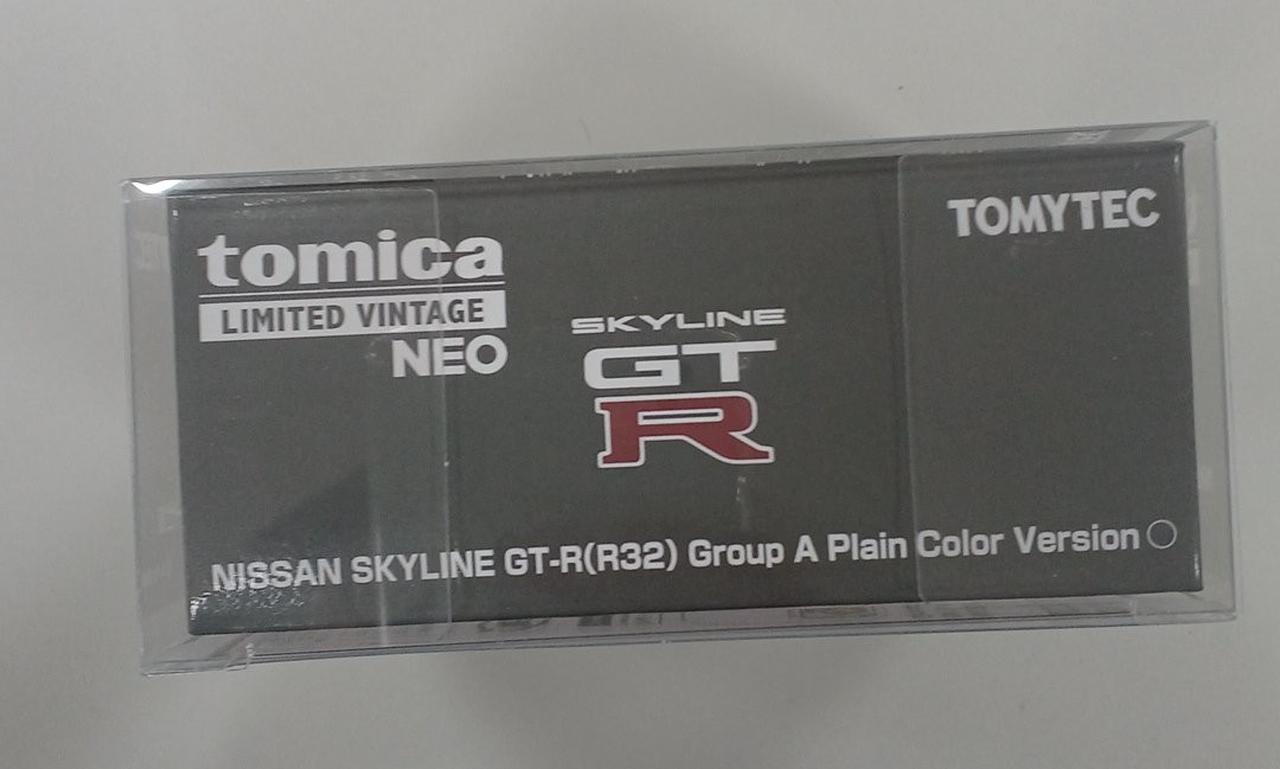 tomica
LIMITED VINTAGE
NEO
TOMYTEC
SKYLINE
GT
R
NISSAN SKYLINE GT-R(R32) Group A Plain Color Version